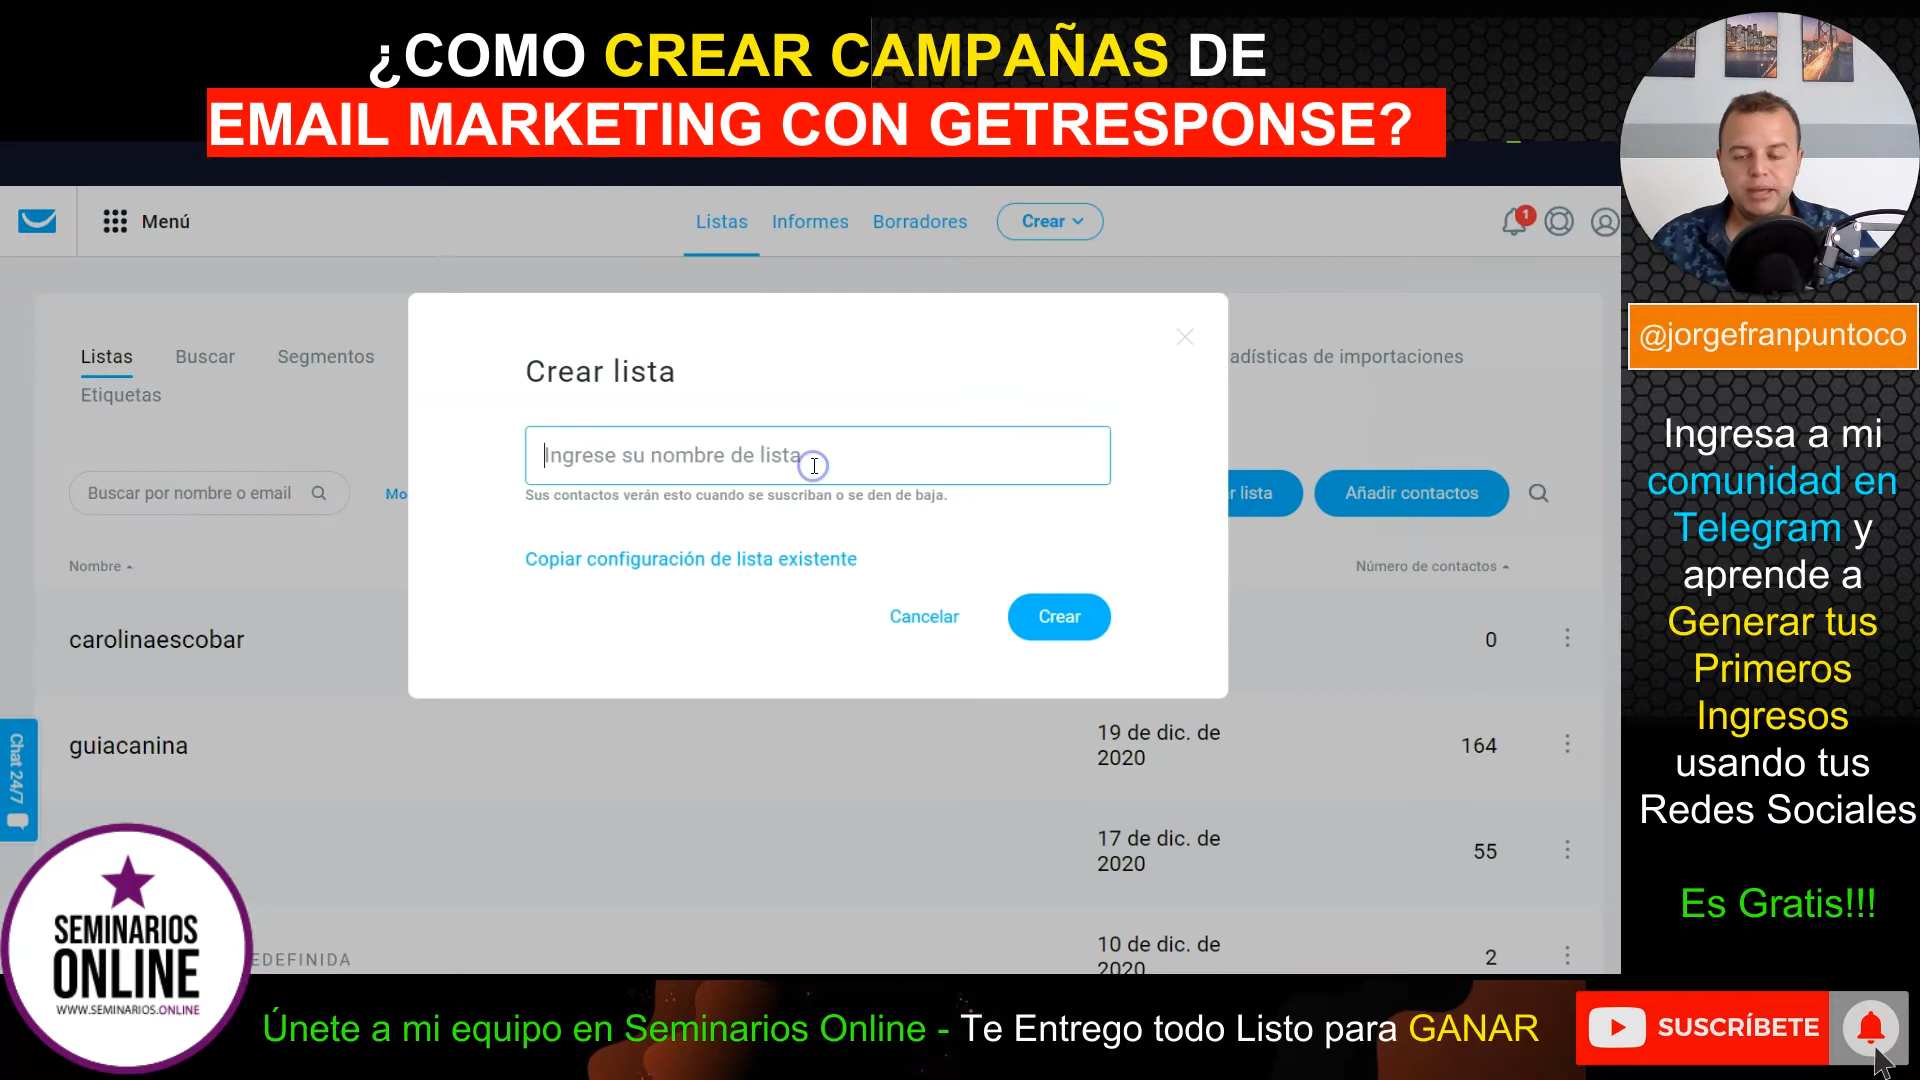 ¿COMO CREAR CAMPAÑAS DE
EMAIL MARKETING CON GETRESPONSE?
Menú
Listas
Informes
Borradores
Crear
1
Listas
Buscar
Segmentos
adísticas de importaciones
Etiquetas
Crear lista
Ingrese su nombre de lista
Sus contactos verán esto cuando se suscriban o se den de baja.
Copiar configuración de lista existente
Cancelar
Crear
Buscar por nombre o email
Mo
r lista
Añadir contactos
Nombre
Número de contactos
carolinaescobar
0
guiacanina
19 de dic. de
2020
164
17 de dic. de
2020
55
EDEFINIDA
10 de dic. de
2020
2
Chat 24/7
@jorgefranpuntoco
Ingresa a mi
comunidad en
Telegram y
aprende a
Generar tus
Primeros
Ingresos
usando tus
Redes Sociales
Es Gratis!!!
SEMINARIOS
ONLINE
WWW.SEMINARIOS.ONLINE
Únete a mi equipo en Seminarios Online - Te Entrego todo Listo para GANAR
SUSCRÍBETE